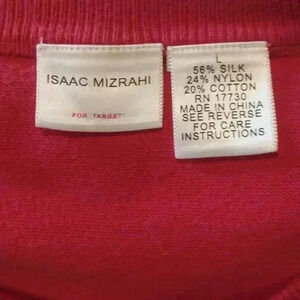 ISAAC MIZRAHI
FOR TARGET
L
56% SILK
24% NYLON
20% COTTON
RN 17730
MADE IN CHINA
SEE REVERSE
FOR CARE
INSTRUCTIONS